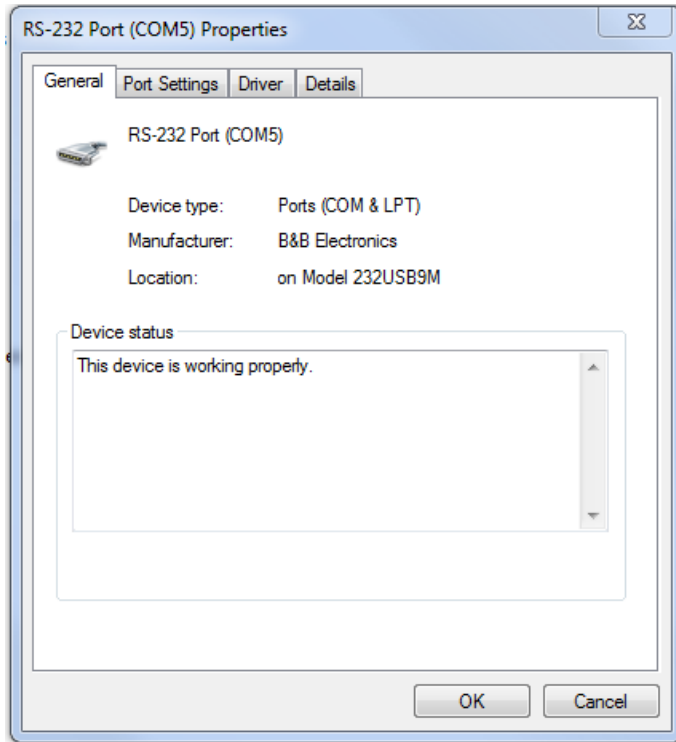 RS-232 Port (COM5) Properties
General Port Settings Driver Details
RS-232 Port (COM5)
Device type: Ports (COM & LPT)
Manufacturer: B&B Electronics
Location: on Model 232USB9M
Device status
This device is working properly.
OK Cancel